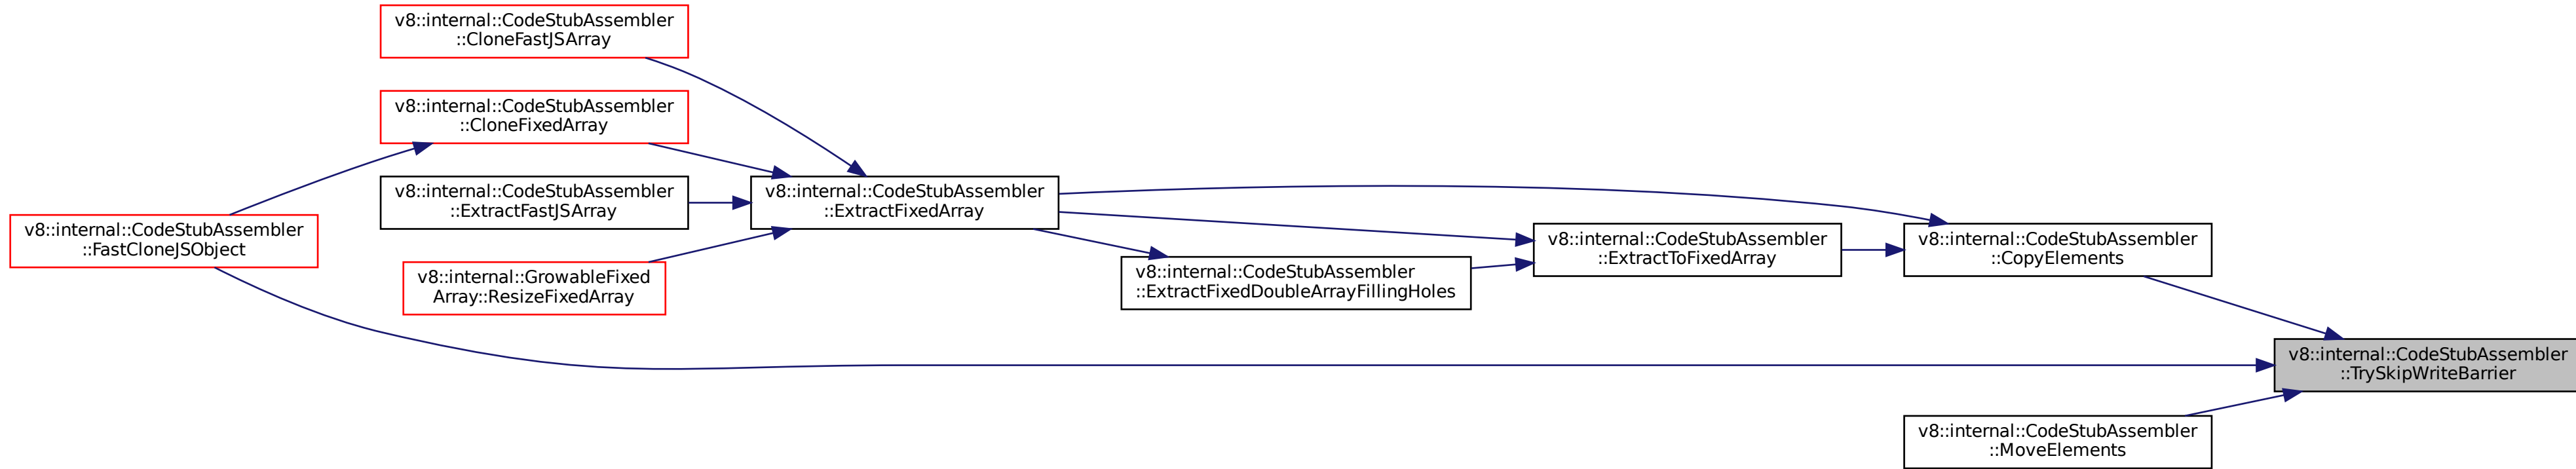 v8::internal::CodeStubAssembler
::CloneFastJSArray
v8::internal::CodeStubAssembler
::CloneFixedArray
v8::internal::CodeStubAssembler
::ExtractFastJSArray
v8::internal::CodeStubAssembler
::ExtractFixedArray
v8::internal::CodeStubAssembler
::FastCloneJSObject
v8::internal::GrowableFixed
Array::ResizeFixedArray
v8::internal::CodeStubAssembler
::ExtractFixedDoubleArrayFillingHoles
v8::internal::CodeStubAssembler
::ExtractToFixedArray
v8::internal::CodeStubAssembler
::CopyElements
v8::internal::CodeStubAssembler
::TrySkipWriteBarrier
v8::internal::CodeStubAssembler
::MoveElements